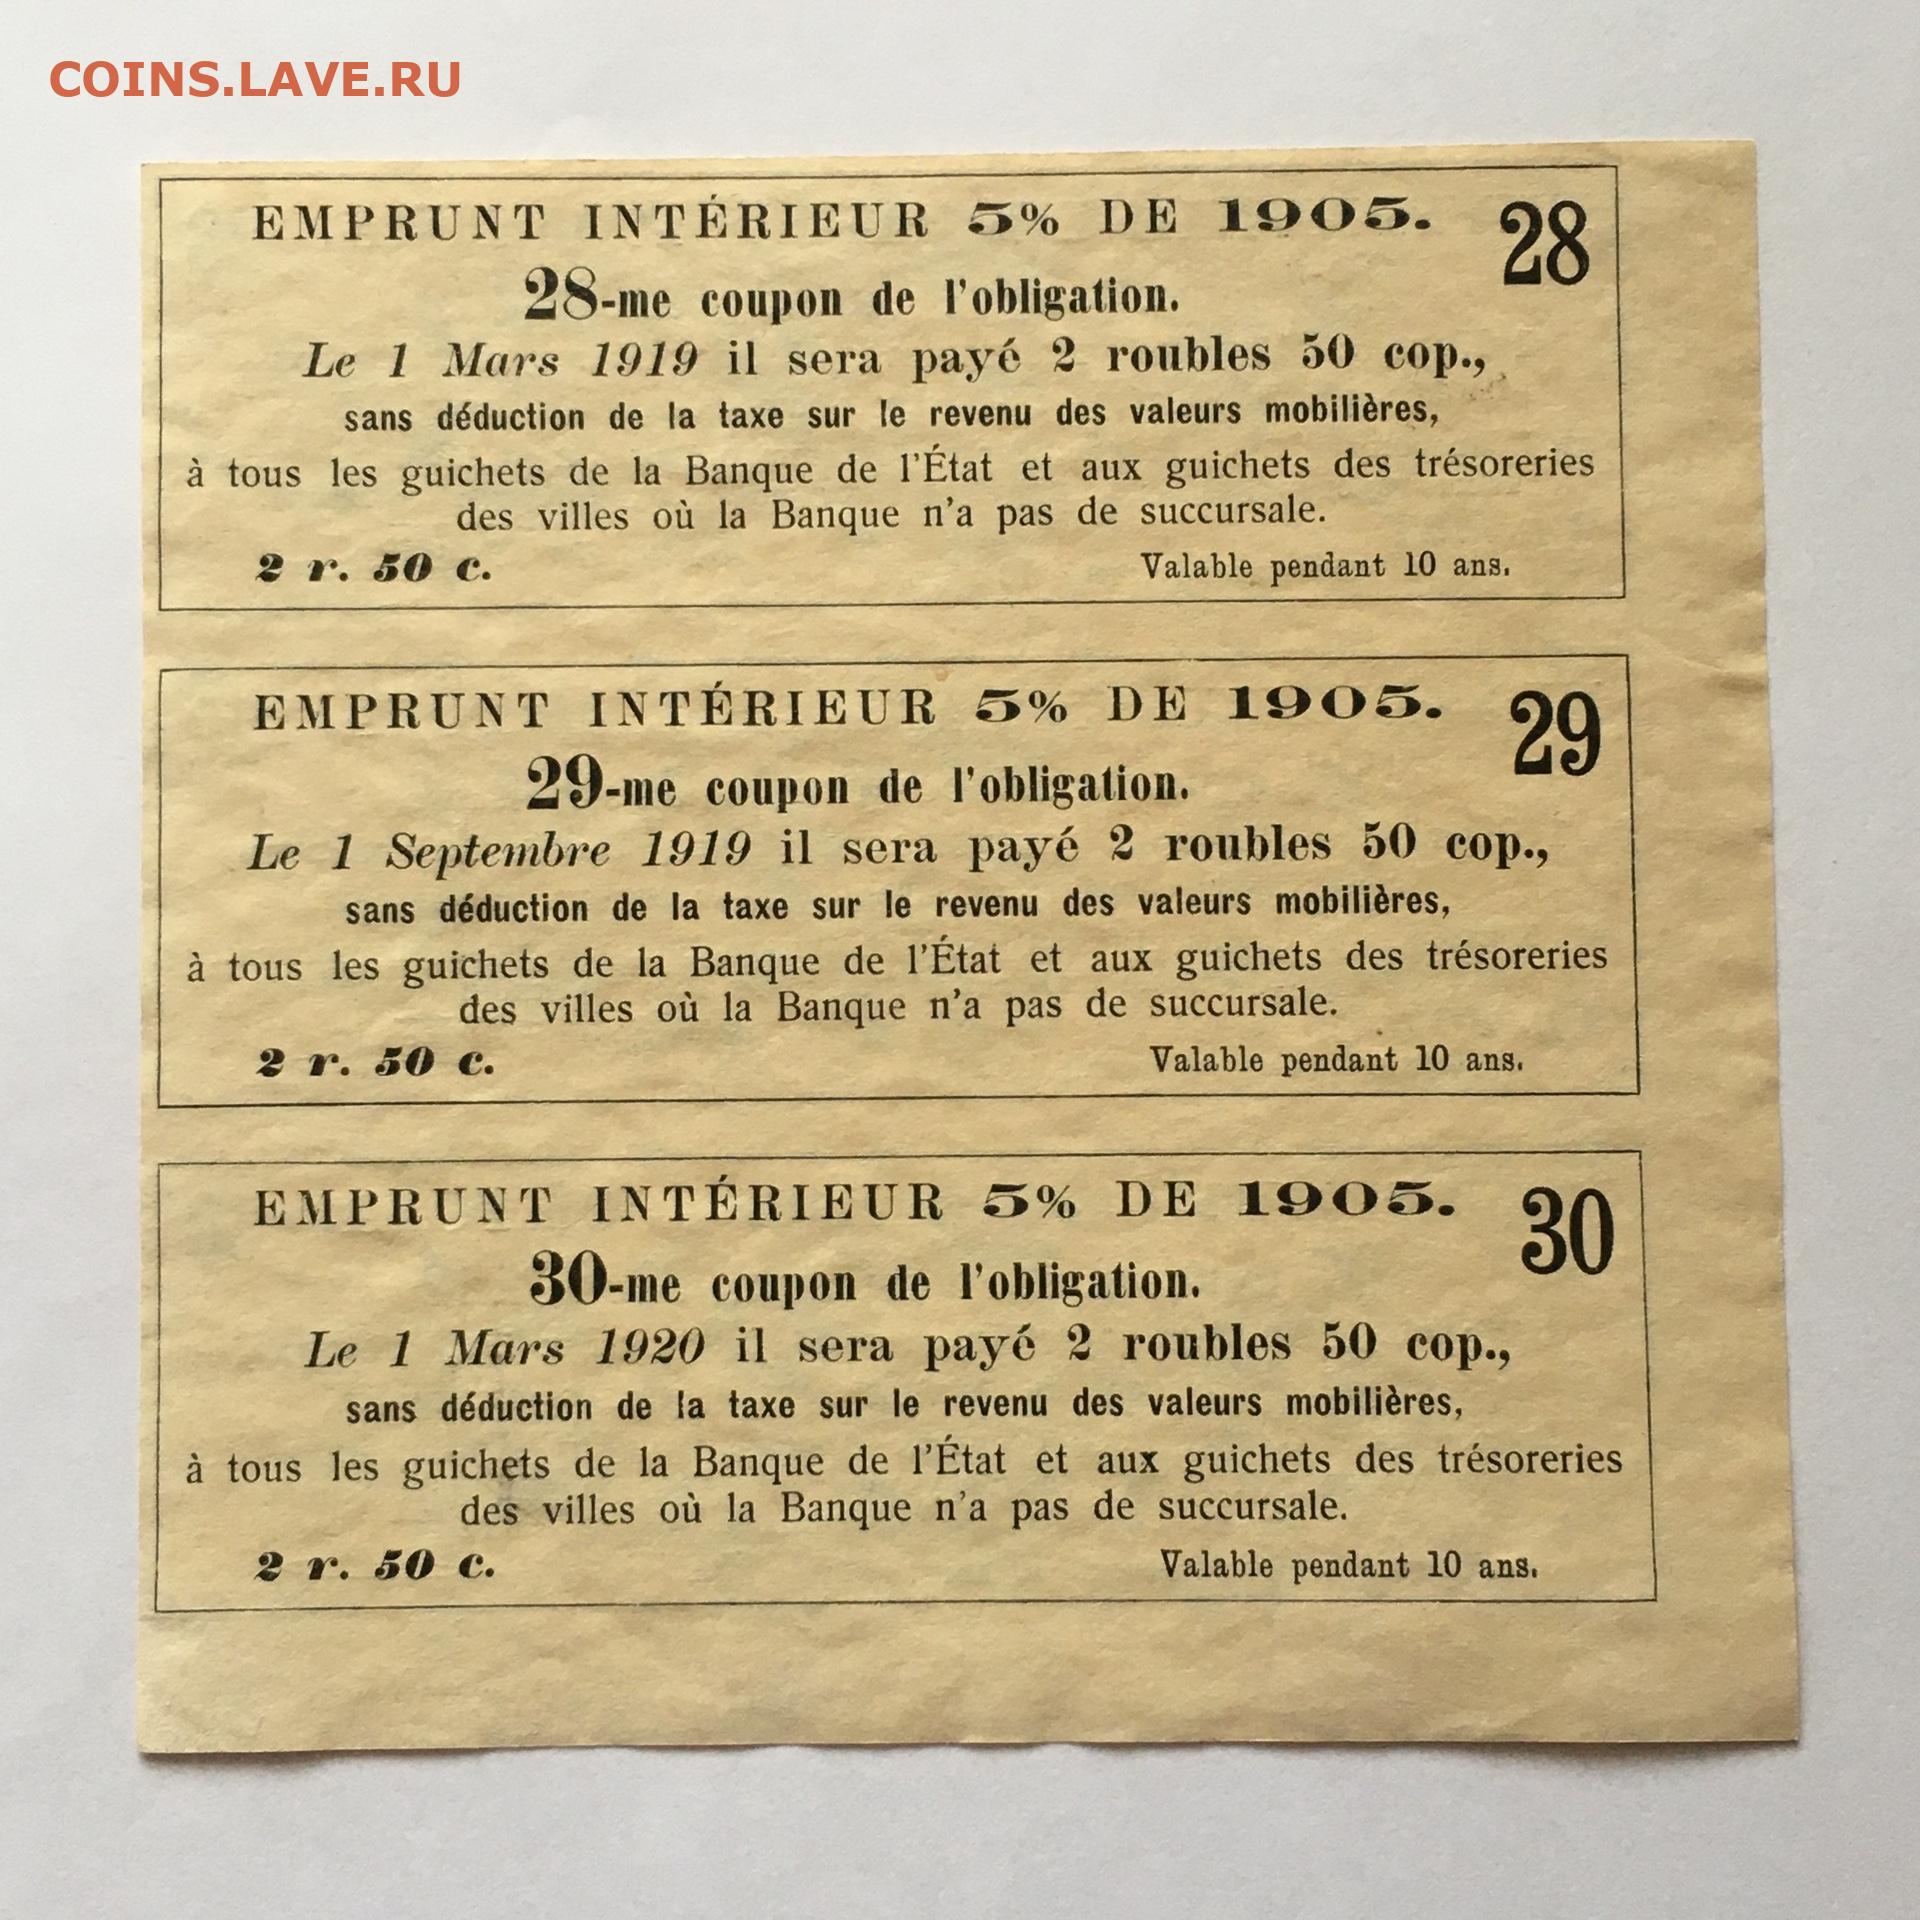 COINS.LAVE.RU
EMPRUNT INTÉRIEUR 5% DE 1905. 28
28-me coupon de l'obligation.
Le 1 Mars 1919 il sera payé 2 roubles 50 cop.,
sans déduction de la taxe sur le revenu des valeurs mobilières,
à tous les guichets de la Banque de l'État et aux guichets des trésoreries
des villes où la Banque n'a pas de succursale.
2 r. 50 c. Valable pendant 10 ans.
EMPRUNT INTÉRIEUR 5% DE 1905. 29
29-me coupon de l'obligation.
Le 1 Septembre 1919 il sera payé 2 roubles 50 cop.,
sans déduction de la taxe sur le revenu des valeurs mobilières,
à tous les guichets de la Banque de l'État et aux guichets des trésoreries
des villes où la Banque n'a pas de succursale.
2 r. 50 c. Valable pendant 10 ans.
EMPRUNT INTÉRIEUR 5% DE 1905. 30
30-me coupon de l'obligation.
Le 1 Mars 1920 il sera payé 2 roubles 50 cop.,
sans déduction de la taxe sur le revenu des valeurs mobilières,
à tous les guichets de la Banque de l'État et aux guichets des trésoreries
des villes où la Banque n'a pas de succursale.
2 r. 50 c. Valable pendant 10 ans.